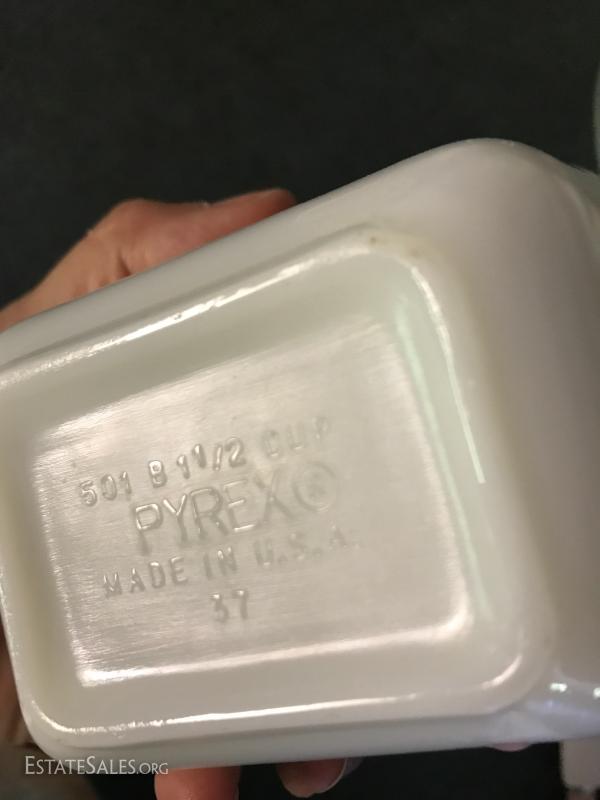 501 B 1 1/2 CUP
PYREX®
MADE IN U.S.A.
37
ESTATESALES.ORG